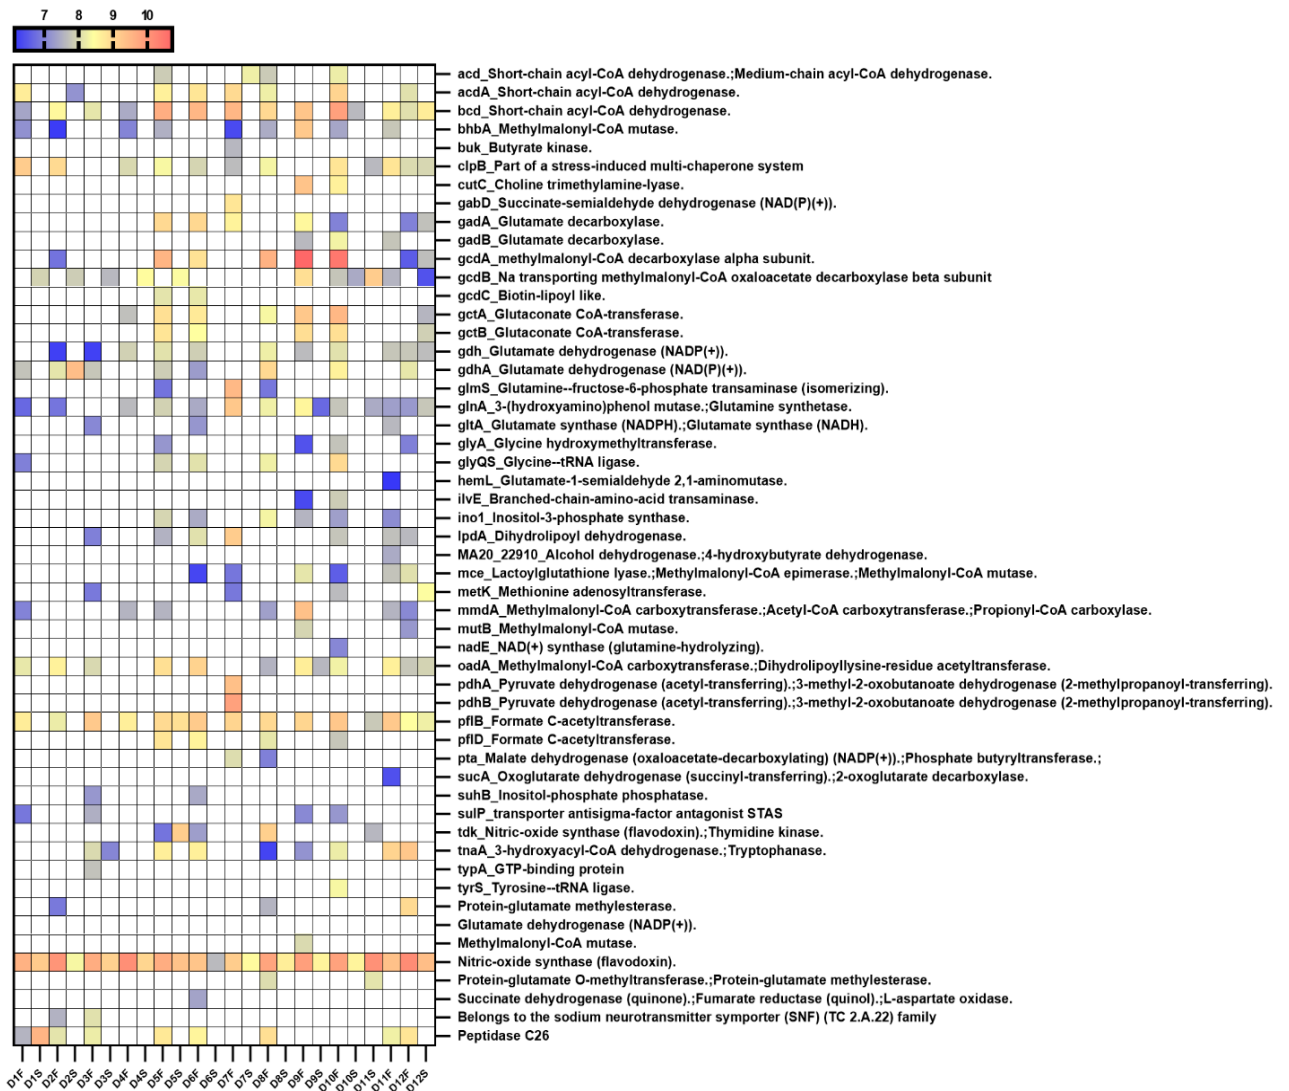 7 8 9 10
acd_Short-chain acyl-CoA dehydrogenase.;Medium-chain acyl-CoA dehydrogenase.
acdA_Short-chain acyl-CoA dehydrogenase.
bcd_Short-chain acyl-CoA dehydrogenase.
bhbA_Methylmalonyl-CoA mutase.
buk_Butyrate kinase.
clpB_Part of a stress-induced multi-chaperone system
cutC_Choline trimethylamine-lyase.
gabD_Succinate-semialdehyde dehydrogenase (NAD(P)(+)).
gadA_Glutamate decarboxylase.
gadB_Glutamate decarboxylase.
gcdA_methylmalonyl-CoA decarboxylase alpha subunit.
gcdB_Na transporting methylmalonyl-CoA oxaloacetate decarboxylase beta subunit
gcdC_Biotin-lipoyl like.
gctA_Glutaconate CoA-transferase.
gctB_Glutaconate CoA-transferase.
gdh_Glutamate dehydrogenase (NADP(+)).
gdhA_Glutamate dehydrogenase (NAD(P)(+)).
glmS_Glutamine--fructose-6-phosphate transaminase (isomerizing).
glnA_3-(hydroxyamino)phenol mutase.;Glutamine synthetase.
gltA_Glutamate synthase (NADPH).;Glutamate synthase (NADH).
glyA_Glycine hydroxymethyltransferase.
glyQS_Glycine--tRNA ligase.
hemL_Glutamate-1-semialdehyde 2,1-aminomutase.
ilvE_Branched-chain-amino-acid transaminase.
ino1_Inositol-3-phosphate synthase.
lpdA_Dihydrolipoyl dehydrogenase.
MA20_22910_Alcohol dehydrogenase.;4-hydroxybutyrate dehydrogenase.
mce_Lactoylglutathione lyase.;Methylmalonyl-CoA epimerase.;Methylmalonyl-CoA mutase.
metK_Methionine adenosyltransferase.
mmdA_Methylmalonyl-CoA carboxytransferase.;Acetyl-CoA carboxytransferase.;Propionyl-CoA carboxylase.
mutB_Methylmalonyl-CoA mutase.
nadE_NAD(+) synthase (glutamine-hydrolyzing).
oadA_Methylmalonyl-CoA carboxytransferase.;Dihydrolipoyllysine-residue acetyltransferase.
pdhA_Pyruvate dehydrogenase (acetyl-transferring).;3-methyl-2-oxobutanoate dehydrogenase (2-methylpropanoyl-transferring).
pdhB_Pyruvate dehydrogenase (acetyl-transferring).;3-methyl-2-oxobutanoate dehydrogenase (2-methylpropanoyl-transferring).
pflB_Formate C-acetyltransferase.
pflD_Formate C-acetyltransferase.
pta_Malate dehydrogenase (oxaloacetate-decarboxylating) (NADP(+)).;Phosphate butyryltransferase.;
sucA_Oxoglutarate dehydrogenase (succinyl-transferring).;2-oxoglutarate decarboxylase.
suhB_Inositol-phosphate phosphatase.
sulP_transporter antisigma-factor antagonist STAS
tdk_Nitric-oxide synthase (flavodoxin).;Thymidine kinase.
tnaA_3-hydroxyacyl-CoA dehydrogenase.;Tryptophanase.
typA_GTP-binding protein
tyrS_Tyrosine--tRNA ligase.
Protein-glutamate methylesterase.
Glutamate dehydrogenase (NADP(+)).
Methylmalonyl-CoA mutase.
Nitric-oxide synthase (flavodoxin).
Protein-glutamate O-methyltransferase.;Protein-glutamate methylesterase.
Succinate dehydrogenase (quinone).;Fumarate reductase (quinol).;L-aspartate oxidase.
Belongs to the sodium neurotransmitter symporter (SNF) (TC 2.A.22) family
Peptidase C26
D1F D1S D2F D2S D3F D3S D4F D4S D5F D5S D6F D6S D7F D7S D8F D8S D9F D9S D10F D10S D11S D11F D12F D12S